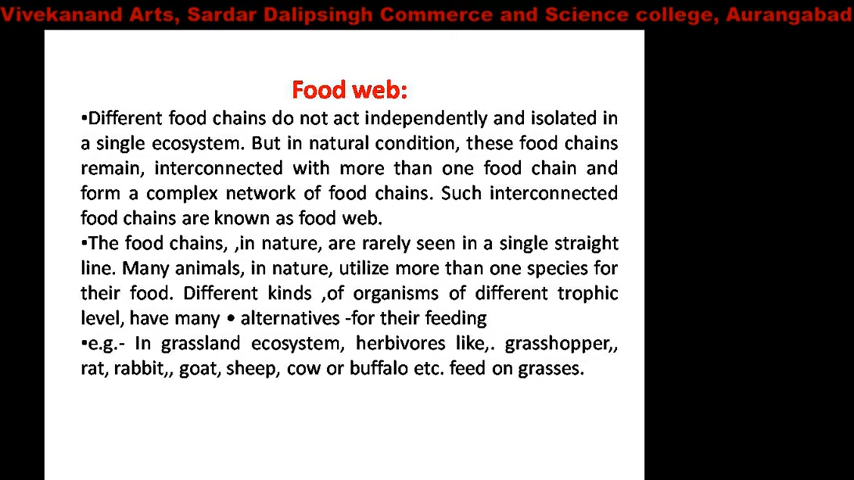 Vivekanand Arts, Sardar Dalipsingh Commerce and Science college, Aurangabad
Food web:
•Different food chains do not act independently and isolated in
a single ecosystem. But in natural condition, these food chains
remain, interconnected with more than one food chain and
form a complex network of food chains. Such interconnected
food chains are known as food web.
•The food chains, ,in nature, are rarely seen in a single straight
line. Many animals, in nature, utilize more than one species for
their food. Different kinds ,of organisms of different trophic
level, have many • alternatives -for their feeding
•e.g.- In grassland ecosystem, herbivores like,. grasshopper,,
rat, rabbit,, goat, sheep, cow or buffalo etc. feed on grasses.